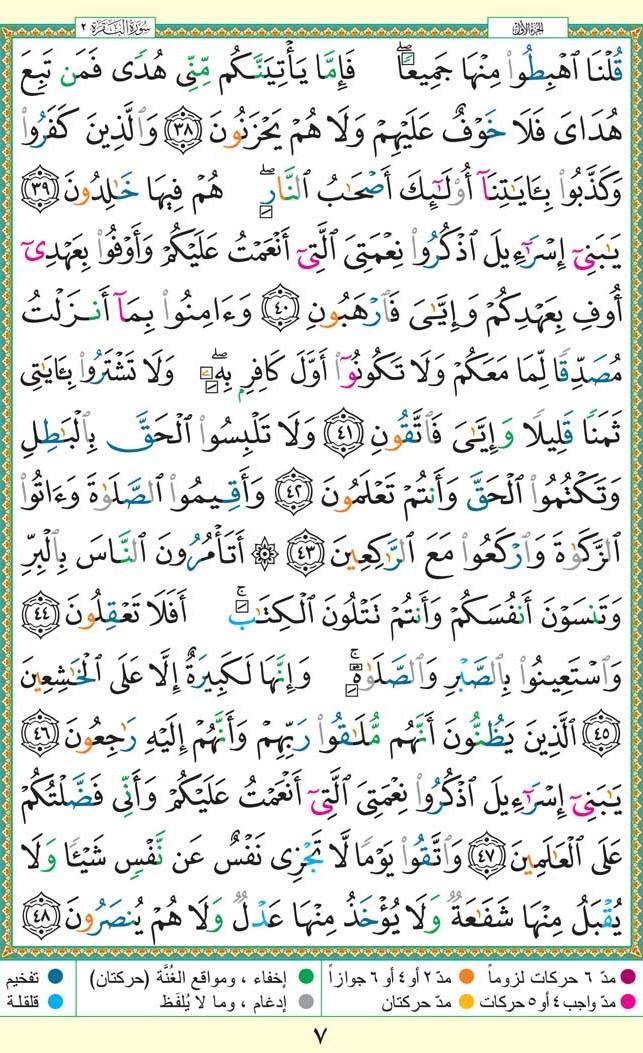 الجزء الأول
سورة البقرة ٢
قُلْنَا ٱهْبِطُوا۟ مِنْهَا جَمِيعًۭا ۖ فَإِمَّا يَأْتِيَنَّكُم مِّنِّى هُدًۭى فَمَن تَبِعَ
هُدَاىَ فَلَا خَوْفٌ عَلَيْهِمْ وَلَا هُمْ يَحْزَنُونَ ٣٨ وَٱلَّذِينَ كَفَرُوا۟
وَكَذَّبُوا۟ بِـَٔايَـٰتِنَآ أُو۟لَـٰٓئِكَ أَصْحَـٰبُ ٱلنَّارِ ۖ هُمْ فِيهَا خَـٰلِدُونَ ٣٩
يَـٰبَنِىٓ إِسْرَٰٓءِيلَ ٱذْكُرُوا۟ نِعْمَتِىَ ٱلَّتِىٓ أَنْعَمْتُ عَلَيْكُمْ وَأَوْفُوا۟ بِعَهْدِىٓ
أُوفِ بِعَهْدِكُمْ وَإِيَّـٰىَ فَٱرْهَبُونِ ٤٠ وَءَامِنُوا۟ بِمَآ أَنزَلْتُ
مُصَدِّقًۭا لِّمَا مَعَكُمْ وَلَا تَكُونُوٓا۟ أَوَّلَ كَافِرٍۭ بِهِۦ ۖ وَلَا تَشْتَرُوا۟ بِـَٔايَـٰتِى
ثَمَنًۭا قَلِيلًۭا وَإِيَّـٰىَ فَٱتَّقُونِ ٤١ وَلَا تَلْبِسُوا۟ ٱلْحَقَّ بِٱلْبَـٰطِلِ
وَتَكْتُمُوا۟ ٱلْحَقَّ وَأَنتُمْ تَعْلَمُونَ ٤٢ وَأَقِيمُوا۟ ٱلصَّلَوٰةَ وَءَاتُوا۟
ٱلزَّكَوٰةَ وَٱرْكَعُوا۟ مَعَ ٱلرَّٰكِعِينَ ٤٣ ۞ أَتَأْمُرُونَ ٱلنَّاسَ بِٱلْبِرِّ
وَتَنسَوْنَ أَنفُسَكُمْ وَأَنتُمْ تَتْلُونَ ٱلْكِتَـٰبَ ۚ أَفَلَا تَعْقِلُونَ ٤٤
وَٱسْتَعِينُوا۟ بِٱلصَّبْرِ وَٱلصَّلَوٰةِ ۚ وَإِنَّهَا لَكَبِيرَةٌ إِلَّا عَلَى ٱلْخَـٰشِعِينَ
٤٥ ٱلَّذِينَ يَظُنُّونَ أَنَّهُم مُّلَـٰقُوا۟ رَبِّهِمْ وَأَنَّهُمْ إِلَيْهِ رَٰجِعُونَ ٤٦
يَـٰبَنِىٓ إِسْرَٰٓءِيلَ ٱذْكُرُوا۟ نِعْمَتِىَ ٱلَّتِىٓ أَنْعَمْتُ عَلَيْكُمْ وَأَنِّى فَضَّلْتُكُمْ
عَلَى ٱلْعَـٰلَمِينَ ٤٧ وَٱتَّقُوا۟ يَوْمًۭا لَّا تَجْزِى نَفْسٌ عَن نَّفْسٍۢ شَيْـًۭٔا وَلَا
يُقْبَلُ مِنْهَا شَفَـٰعَةٌۭ وَلَا يُؤْخَذُ مِنْهَا عَدْلٌۭ وَلَا هُمْ يُنصَرُونَ ٤٨
مدّ ٦ حركات لزوماً مدّ ٢ أو ٤ أو ٦ جوازاً إخفاء ، ومواقع الغُنَّة (حركتان) تفخيم
مدّ واجب ٤ أو ٥ حركات مدّ حركتان إدغام ، وما لا يُلفَظ قلقلة
٧